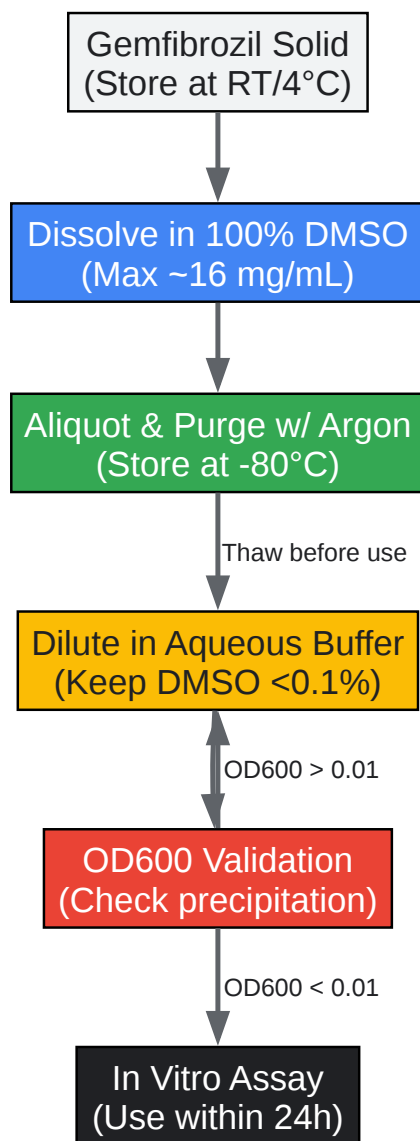 Gemfibrozil Solid
(Store at RT/4°C)
Dissolve in 100% DMSO
(Max ~16 mg/mL)
Aliquot & Purge w/ Argon
(Store at -80°C)
Thaw before use
Dilute in Aqueous Buffer
(Keep DMSO <0.1%)
OD600 > 0.01
OD600 Validation
(Check precipitation)
OD600 < 0.01
In Vitro Assay
(Use within 24h)